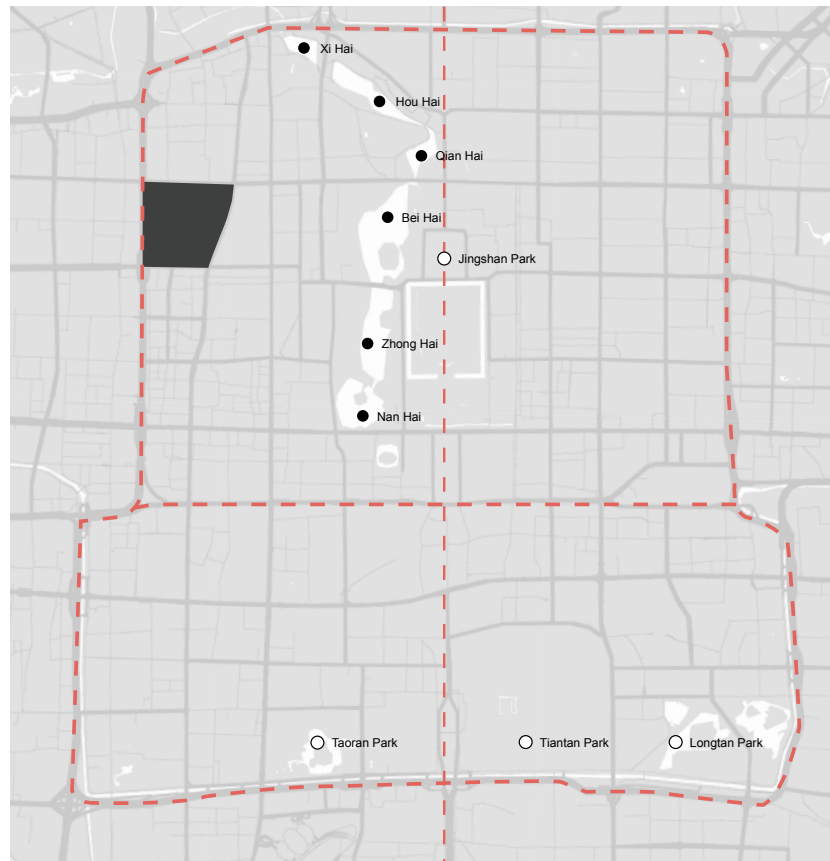 Xi Hai
Hou Hai
Qian Hai
Bei Hai
Jingshan Park
Zhong Hai
Nan Hai
Taoran Park
Tiantan Park
Longtan Park